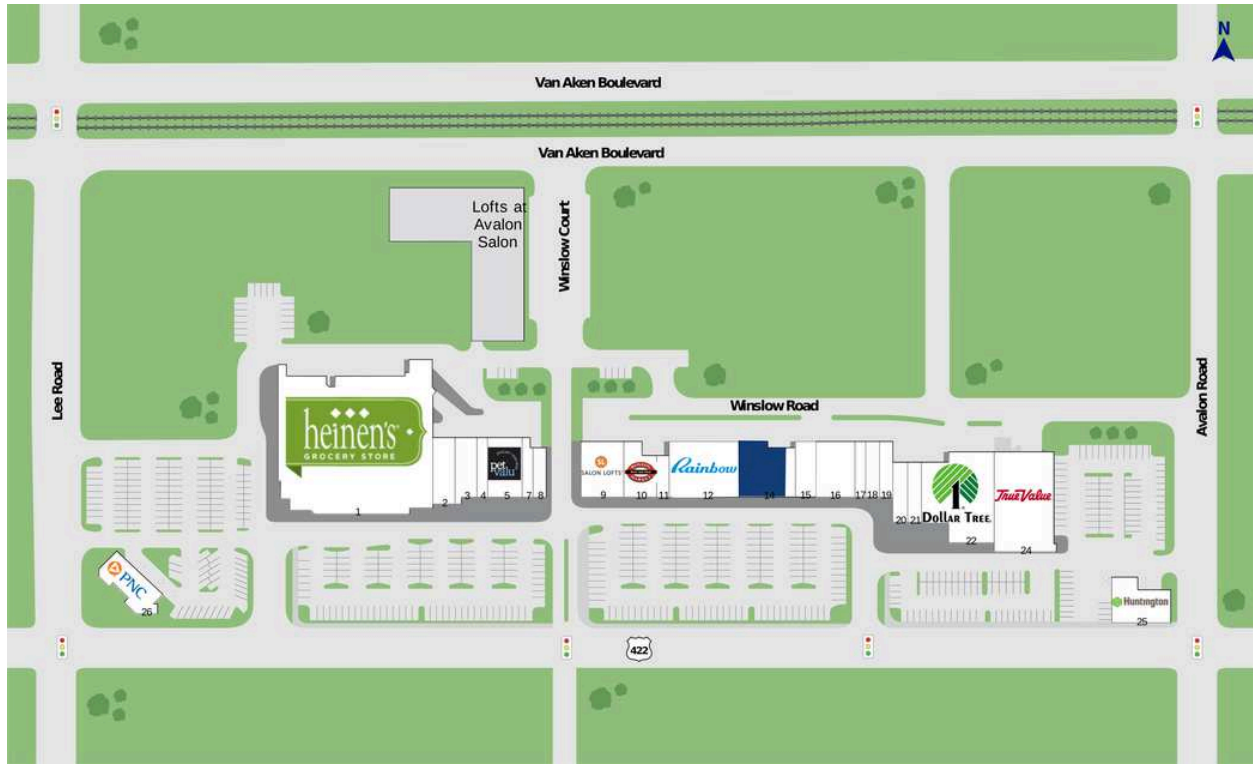 N
Van Aken Boulevard
Van Aken Boulevard
Lofts at
Avalon
Salon
Winslow Court
Lee Road
Avalon Road
Winslow Road
heinen's
GROCERY STORE
pet
valu
SALON LOFTS
Rainbow
DOLLAR TREE
True Value
1
2
3
4
5
7
8
9
10
11
12
14
15
16
17
18
19
20
21
22
24
PNC
26
Huntington
25
422